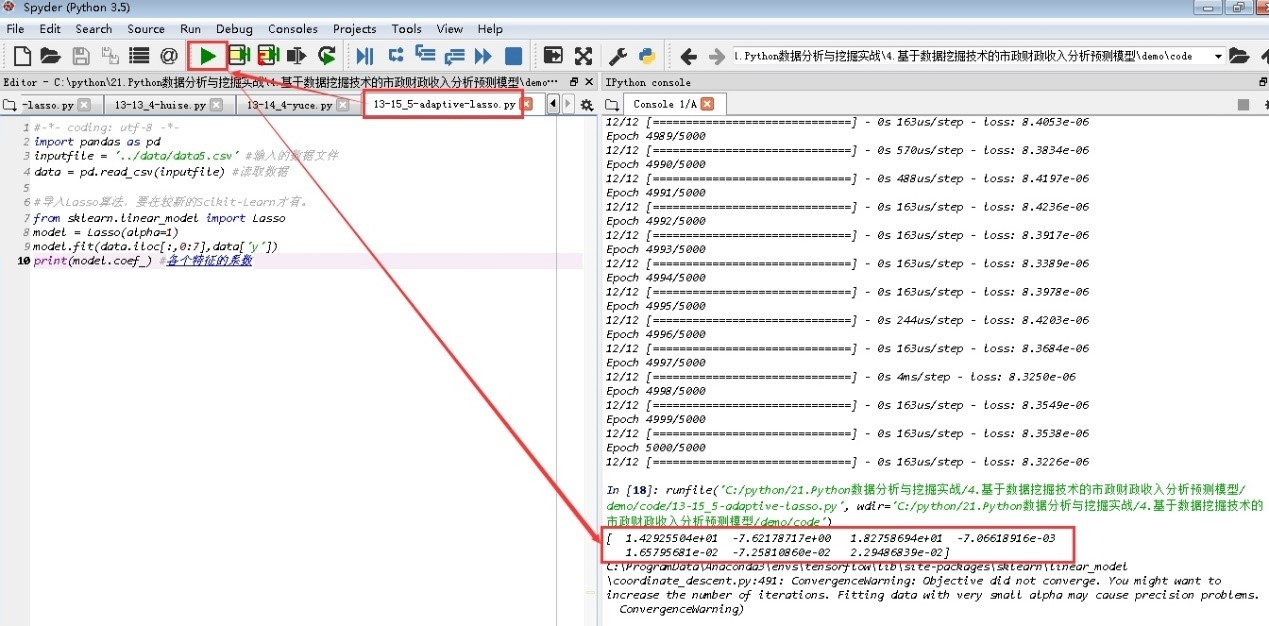 Spyder (Python 3.5)
File Edit Search Source Run Debug Consoles Projects Tools View Help
1.Python数据分析与挖掘实战\4.基于数据挖掘技术的市政财政收入分析预测模型\demo\code
Editor - C:\python\21.Python数据分析与挖掘实战\4.基于数据挖掘技术的市政财政收入分析预测模型\demo···
-lasso.py 13-13_4-huise.py 13-14_4-yuce.py 13-15_5-adaptive-lasso.py
1 #-*- coding: utf-8 -*-
2 import pandas as pd
3 inputfile = '../data/data5.csv' #输入的数据文件
4 data = pd.read_csv(inputfile) #读取数据
5
6 #导入Lasso算法，要在较新的Scikit-Learn才有。
7 from sklearn.linear_model import Lasso
8 model = Lasso(alpha=1)
9 model.fit(data.iloc[:,0:7],data['y'])
10 print(model.coef_) #各个特征的系数
IPython console
Console 1/A
12/12 [==============================] - 0s 163us/step - loss: 8.4053e-06
Epoch 4989/5000
12/12 [==============================] - 0s 570us/step - loss: 8.3834e-06
Epoch 4990/5000
12/12 [==============================] - 0s 488us/step - loss: 8.4197e-06
Epoch 4991/5000
12/12 [==============================] - 0s 163us/step - loss: 8.4236e-06
Epoch 4992/5000
12/12 [==============================] - 0s 163us/step - loss: 8.3917e-06
Epoch 4993/5000
12/12 [==============================] - 0s 163us/step - loss: 8.3389e-06
Epoch 4994/5000
12/12 [==============================] - 0s 163us/step - loss: 8.3978e-06
Epoch 4995/5000
12/12 [==============================] - 0s 244us/step - loss: 8.4203e-06
Epoch 4996/5000
12/12 [==============================] - 0s 163us/step - loss: 8.3684e-06
Epoch 4997/5000
12/12 [==============================] - 0s 4ms/step - loss: 8.3250e-06
Epoch 4998/5000
12/12 [==============================] - 0s 163us/step - loss: 8.3549e-06
Epoch 4999/5000
12/12 [==============================] - 0s 163us/step - loss: 8.3538e-06
Epoch 5000/5000
12/12 [==============================] - 0s 163us/step - loss: 8.3226e-06
In [18]: runfile('C:/python/21.Python数据分析与挖掘实战/4.基于数据挖掘技术的市政财政收入分析预测模型/
demo/code/13-15_5-adaptive-lasso.py', wdir='C:/python/21.Python数据分析与挖掘实战/4.基于数据挖掘技术的
市政财政收入分析预测模型/demo/code')
[ 1.42925504e+01 -7.62178717e+00 1.82758694e+01 -7.06618916e-03
1.65795681e-02 -7.25810860e-02 2.29486839e-02]
C:\ProgramData\Anaconda3\envs\tensorflow\lib\site-packages\sklearn\linear_model
\coordinate_descent.py:491: ConvergenceWarning: Objective did not converge. You might want to
increase the number of iterations. Fitting data with very small alpha may cause precision problems.
ConvergenceWarning)